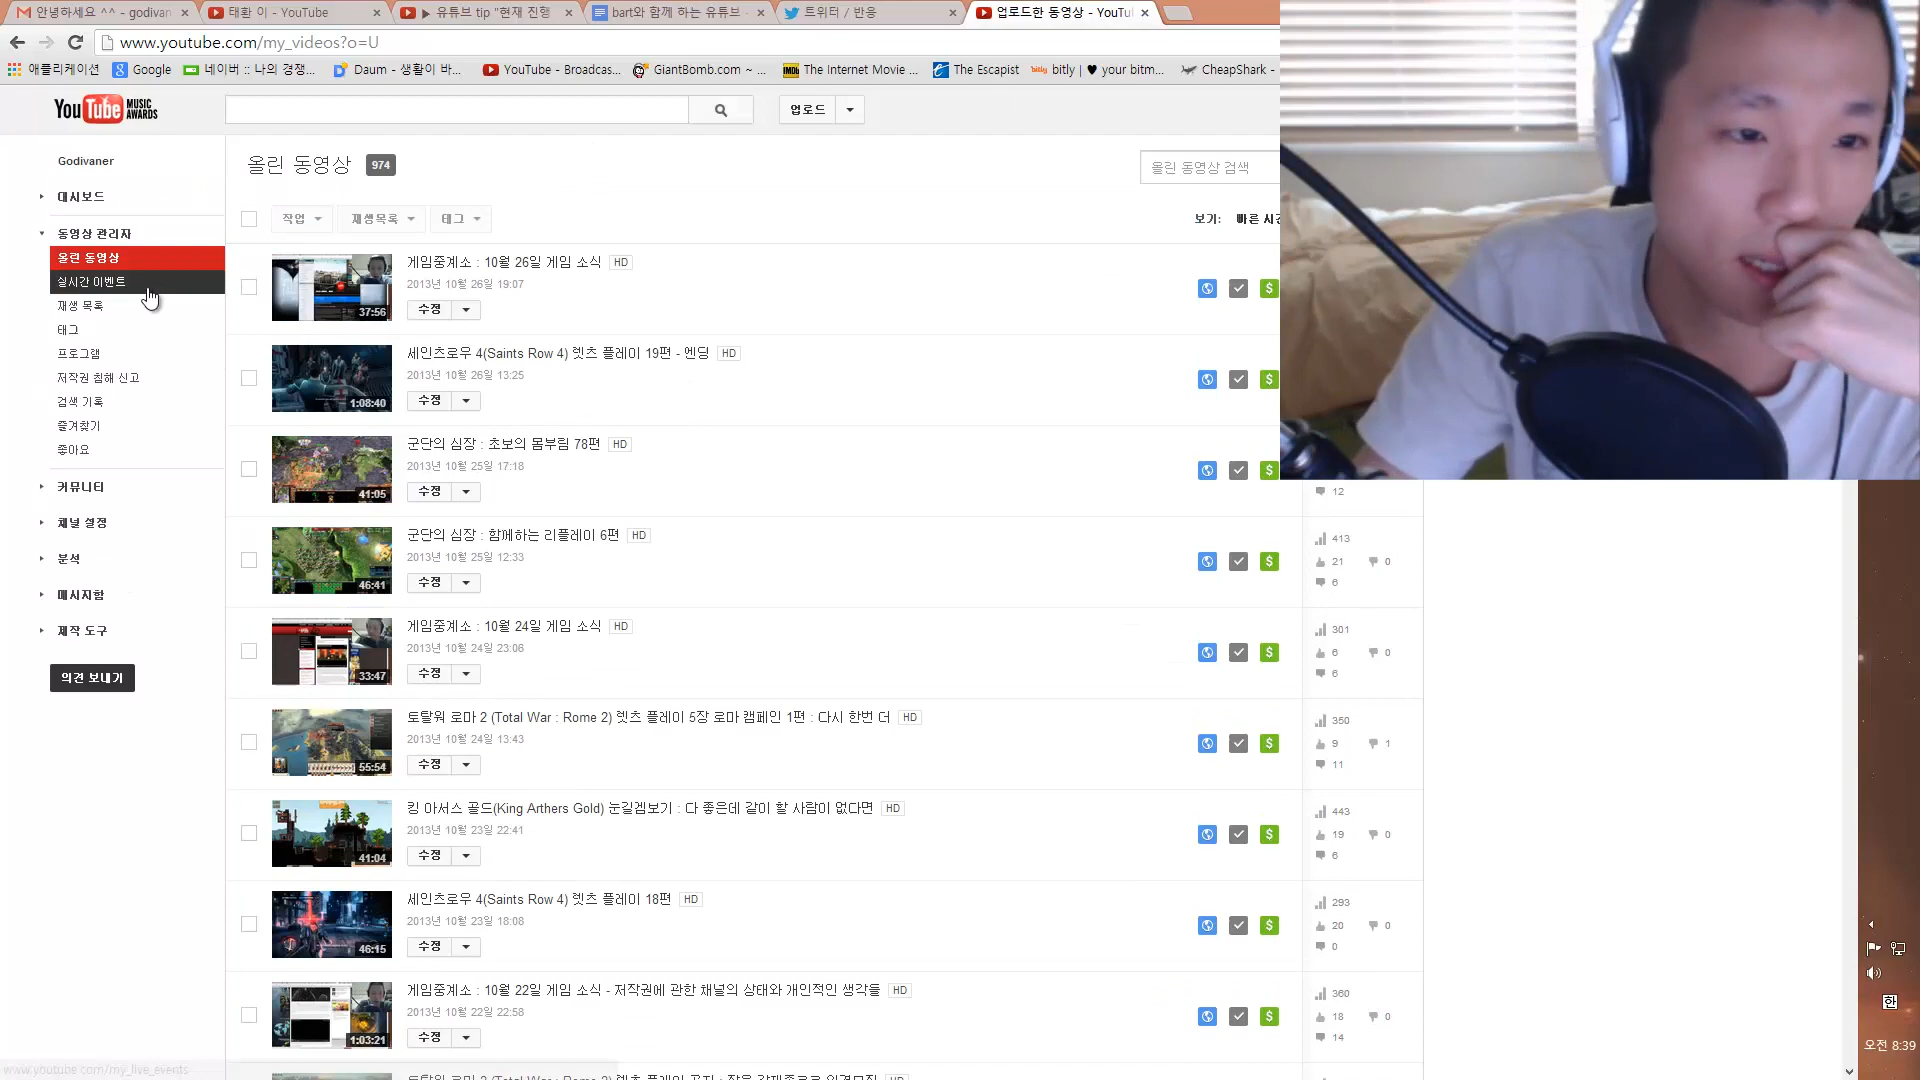 안녕하세요 ^^ - godivan
태환 이 - YouTube
▶ 유튜브 tip "현재 진행
bart와 함께 하는 유튜브
트위터 / 반응
업로드한 동영상 - YouTu
www.youtube.com/my_videos?o=U
애플리케이션
Google
네이버 :: 나의 경쟁...
Daum - 생활이 바...
YouTube - Broadcas...
GiantBomb.com ~ ...
The Internet Movie ...
The Escapist
bitly | ♥ your bitm...
CheapShark -
YouTube MUSIC AWARDS
업로드
Godivaner
대시보드
동영상 관리자
올린 동영상
실시간 이벤트
재생 목록
태그
프로그램
저작권 침해 신고
검색 기록
즐겨찾기
좋아요
커뮤니티
채널 설정
분석
메시지함
제작 도구
의견 보내기
올린 동영상 974
올린 동영상 검색
작업
재생목록
태그
보기: 빠른 시간
37:56
게임중계소 : 10월 26일 게임 소식 HD
2013년 10월 26일 19:07
수정
1:08:40
세인츠로우 4(Saints Row 4) 렛츠 플레이 19편 - 엔딩 HD
2013년 10월 26일 13:25
수정
41:05
군단의 심장 : 초보의 몸부림 78편 HD
2013년 10월 25일 17:18
수정
12
46:41
군단의 심장 : 함께하는 리플레이 6편 HD
2013년 10월 25일 12:33
수정
413
21 0
6
33:47
게임중계소 : 10월 24일 게임 소식 HD
2013년 10월 24일 23:06
수정
301
6 0
6
55:54
토탈워 로마 2 (Total War : Rome 2) 렛츠 플레이 5장 로마 캠페인 1편 : 다시 한번 더 HD
2013년 10월 24일 13:43
수정
350
9 1
11
41:04
킹 아서스 골드(King Arthers Gold) 눈길겜보기 : 다 좋은데 같이 할 사람이 없다면 HD
2013년 10월 23일 22:41
수정
443
19 0
6
46:15
세인츠로우 4(Saints Row 4) 렛츠 플레이 18편 HD
2013년 10월 23일 18:08
수정
293
20 0
0
1:03:21
게임중계소 : 10월 22일 게임 소식 - 저작권에 관한 채널의 상태와 개인적인 생각들 HD
2013년 10월 22일 22:58
수정
360
18 0
14
www.youtube.com/my_live_events
한
오전 8:39